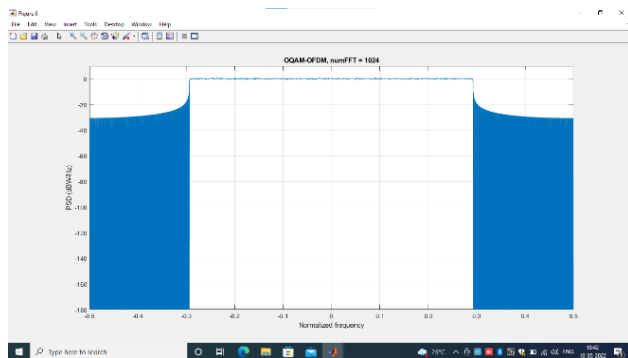 Figure 6
File Edit View Insert Tools Desktop Window Help
OQAM-OFDM, numFFT = 1024
PSD (dBW/Hz)
0
-20
-40
-60
-80
-100
-120
-140
-160
-180
-0.5 -0.4 -0.3 -0.2 -0.1 0 0.1 0.2 0.3 0.4 0.5
Normalized frequency
Type here to search
ENG